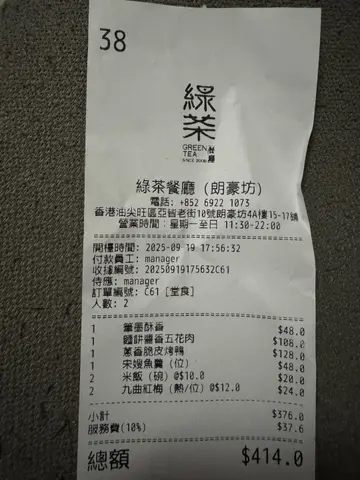 38
綠茶
餐廳
GREEN
TEA
SINCE 2008
綠茶餐廳 (朗豪坊)
電話: +852 6922 1073
香港油尖旺區亞皆老街10號朗豪坊4A樓15-17舖
營業時間: 星期一至日 11:30-22:00
開檯時間: 2025-09-19 17:56:32
付款員工: manager
收據編號: 20250919175632C61
侍應: manager
訂單編號: C61 [堂食]
人數: 2
1 筆墨酥香 $48.0
1 餺餅醬香五花肉 $108.0
1 蔥香脆皮烤鴨 $128.0
1 宋嫂魚羹 (位) $48.0
2 米飯 (碗) @$10.0 $20.0
2 九曲紅梅 (熱/位) @$12.0 $24.0
小計 $376.0
服務費(10%) $37.6
總額 $414.0